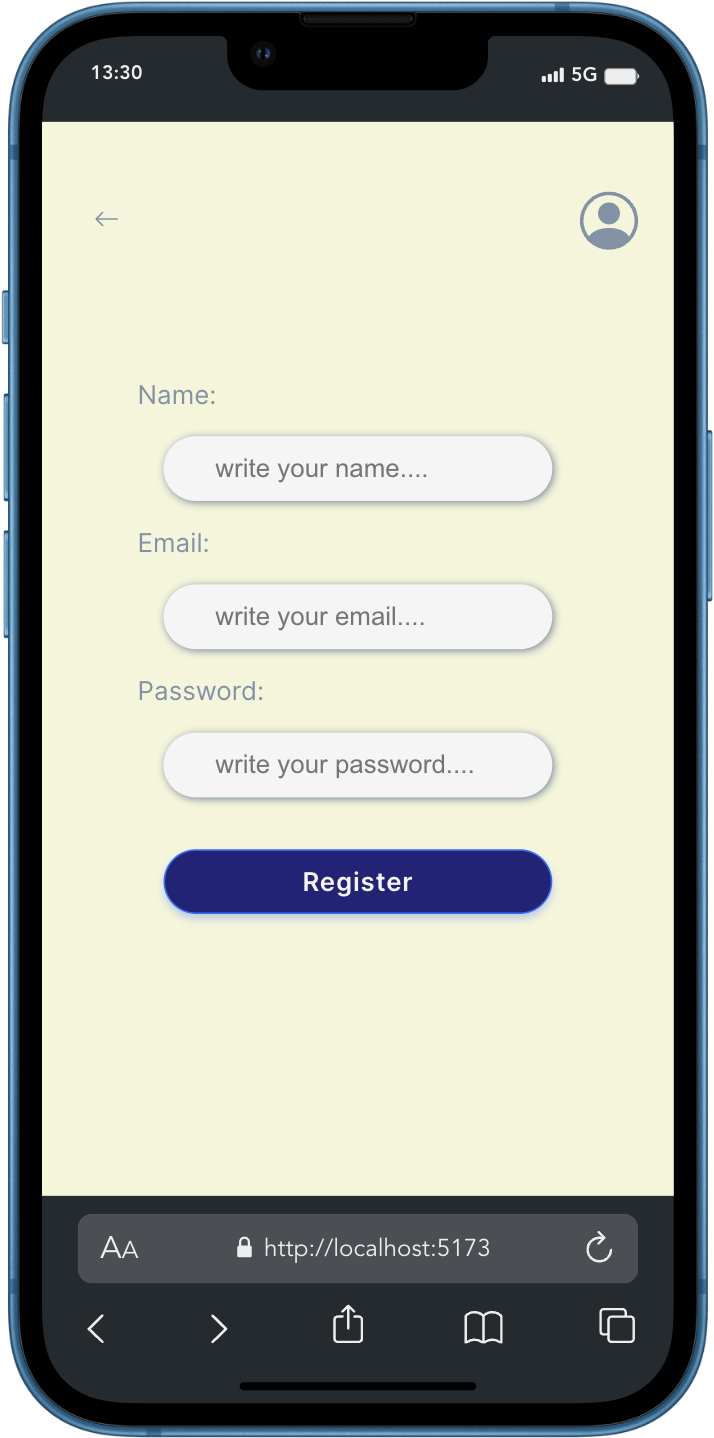 13:30
5G
Name:
write your name....
Email:
write your email....
Password:
write your password....
Register
AA
http://localhost:5173